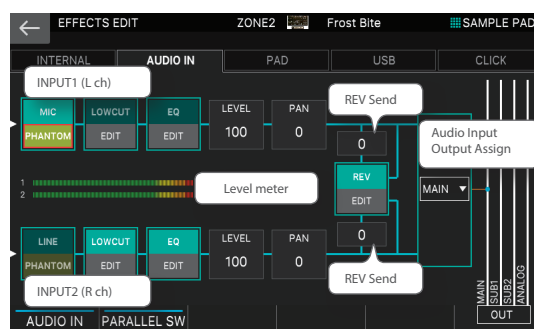 EFFECTS EDIT ZONE2 Frost Bite SAMPLE PAD
INTERNAL AUDIO IN PAD USB CLICK
INPUT1 (L ch)
MIC LOWCUT EQ LEVEL PAN REV Send
PHANTOM EDIT EDIT 100 0 0
Audio Input
Output Assign
1
2
Level meter
REV
EDIT
MAIN
LINE LOWCUT EQ LEVEL PAN 0
PHANTOM EDIT EDIT 100 0 REV Send
INPUT2 (R ch)
MAIN
SUB1
SUB2
ANALOG
OUT
AUDIO IN PARALLEL SW